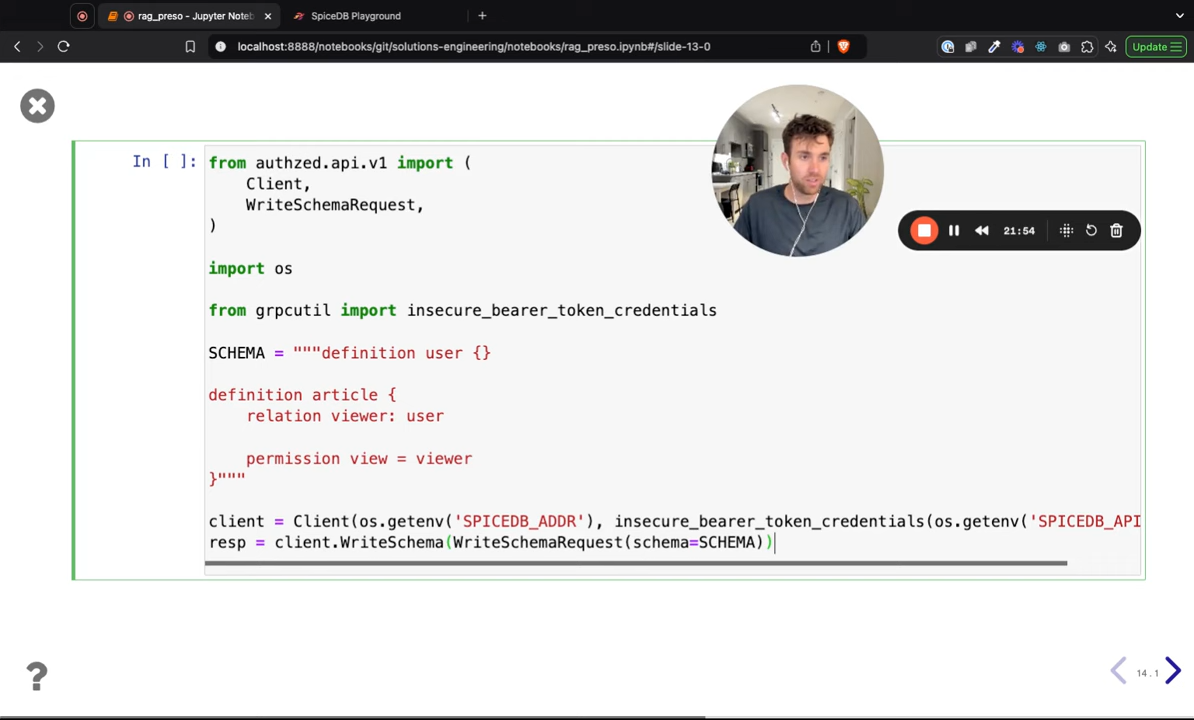 rag_preso - Jupyter Noteb
SpiceDB Playground
localhost:8888/notebooks/git/solutions-engineering/notebooks/rag_preso.ipynb#/slide-13-0
Update
In [ ]:
from authzed.api.v1 import (
    Client,
    WriteSchemaRequest,
)
import os
from grpcutil import insecure_bearer_token_credentials
SCHEMA = """definition user {}
definition article {
    relation viewer: user
    permission view = viewer
}"""
client = Client(os.getenv('SPICEDB_ADDR'), insecure_bearer_token_credentials(os.getenv('SPICEDB_API
resp = client.WriteSchema(WriteSchemaRequest(schema=SCHEMA))
21:54
?
14.1